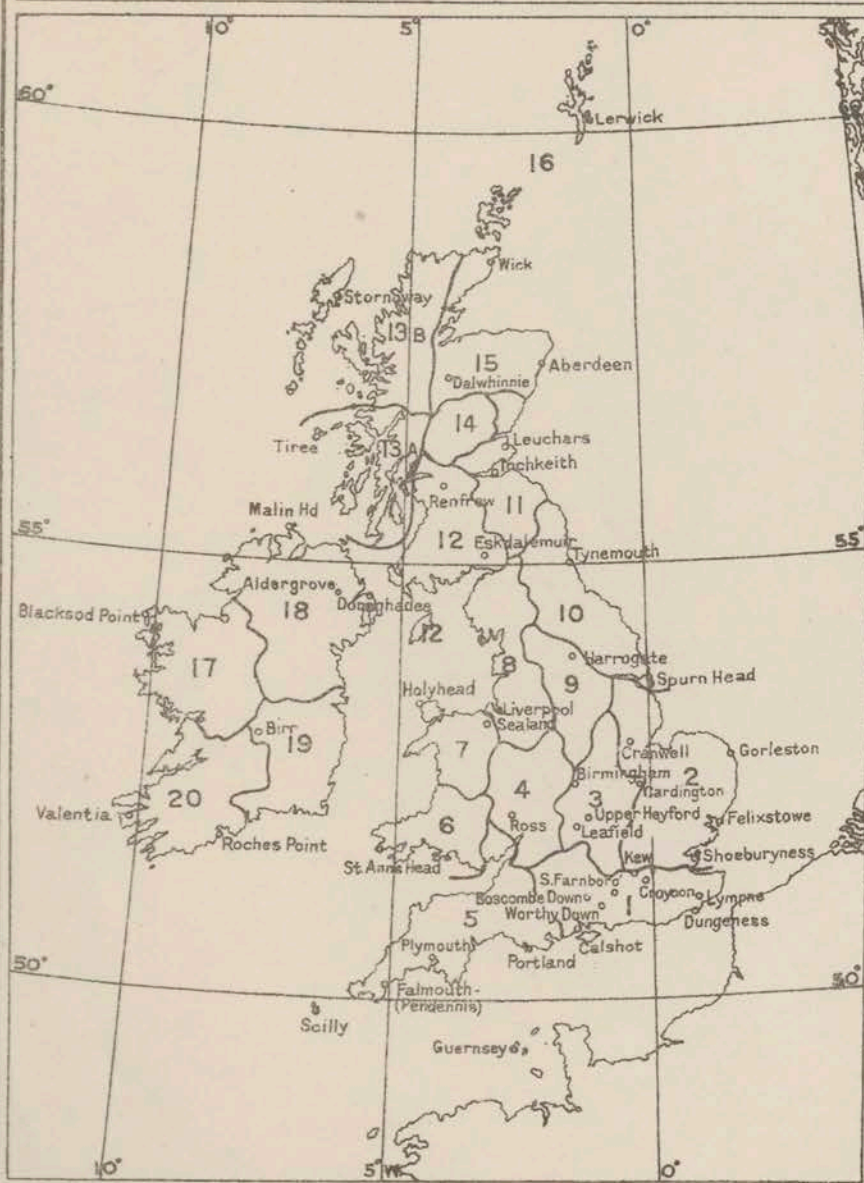 10° 5° 0° 5
60°
Lerwick
16
Wick
Stornoway
13B
15
Aberdeen
Dalwhinnie
14
Tiree
13A
Leuchars
Inchkeith
Renfrew
11
Malin Hd
12
Eskdalemuir
55° 55°
Tynemouth
Aldergrove
Donaghadee
18
10
Blacksod Point
12
Harrogate
17
8
9
Spurn Head
Holyhead
Liverpool
Sealand
Birr
19
7
Cranwell
Gorleston
Birmingham
2
4
Cardington
20
3
Upper Heyford
Felixstowe
Valentia
Ross
Leafield
6
Roches Point
Kew
Shoeburyness
St. Anns Head
S. Farnboro
Croydon
Boscombe Down
Lympne
Worthy Down
1
5
Dungeness
Plymouth
Calshot
Portland
50° 50°
Falmouth-
(Pendennis)
Scilly
Guernsey
10° 5°W 0°